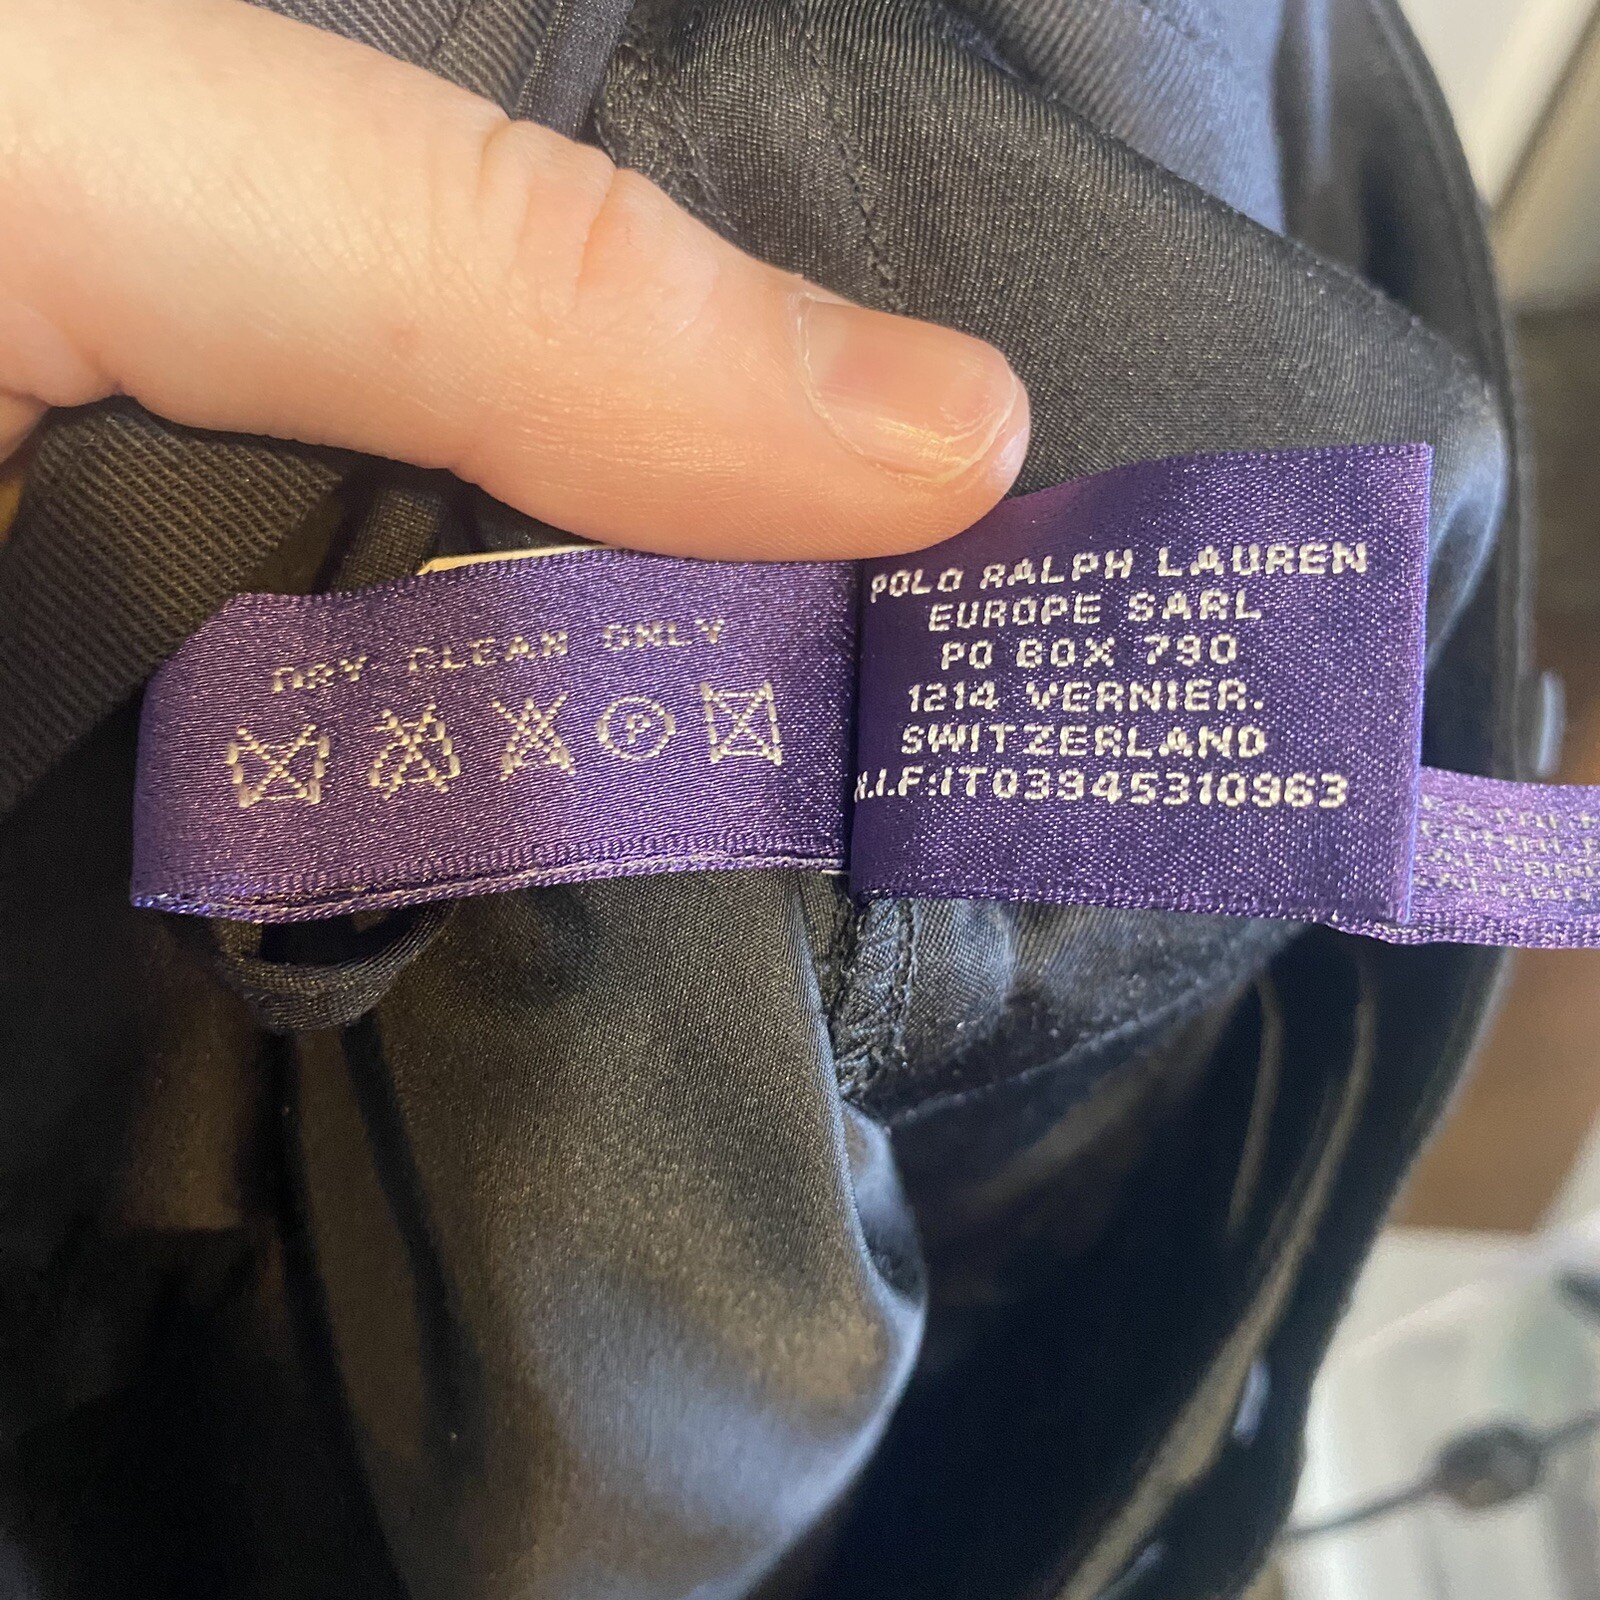 DRY CLEAN ONLY
P
POLO RALPH LAUREN
EUROPE SARL
PO BOX 790
1214 VERNIER.
SWITZERLAND
N.I.F:IT03945310963